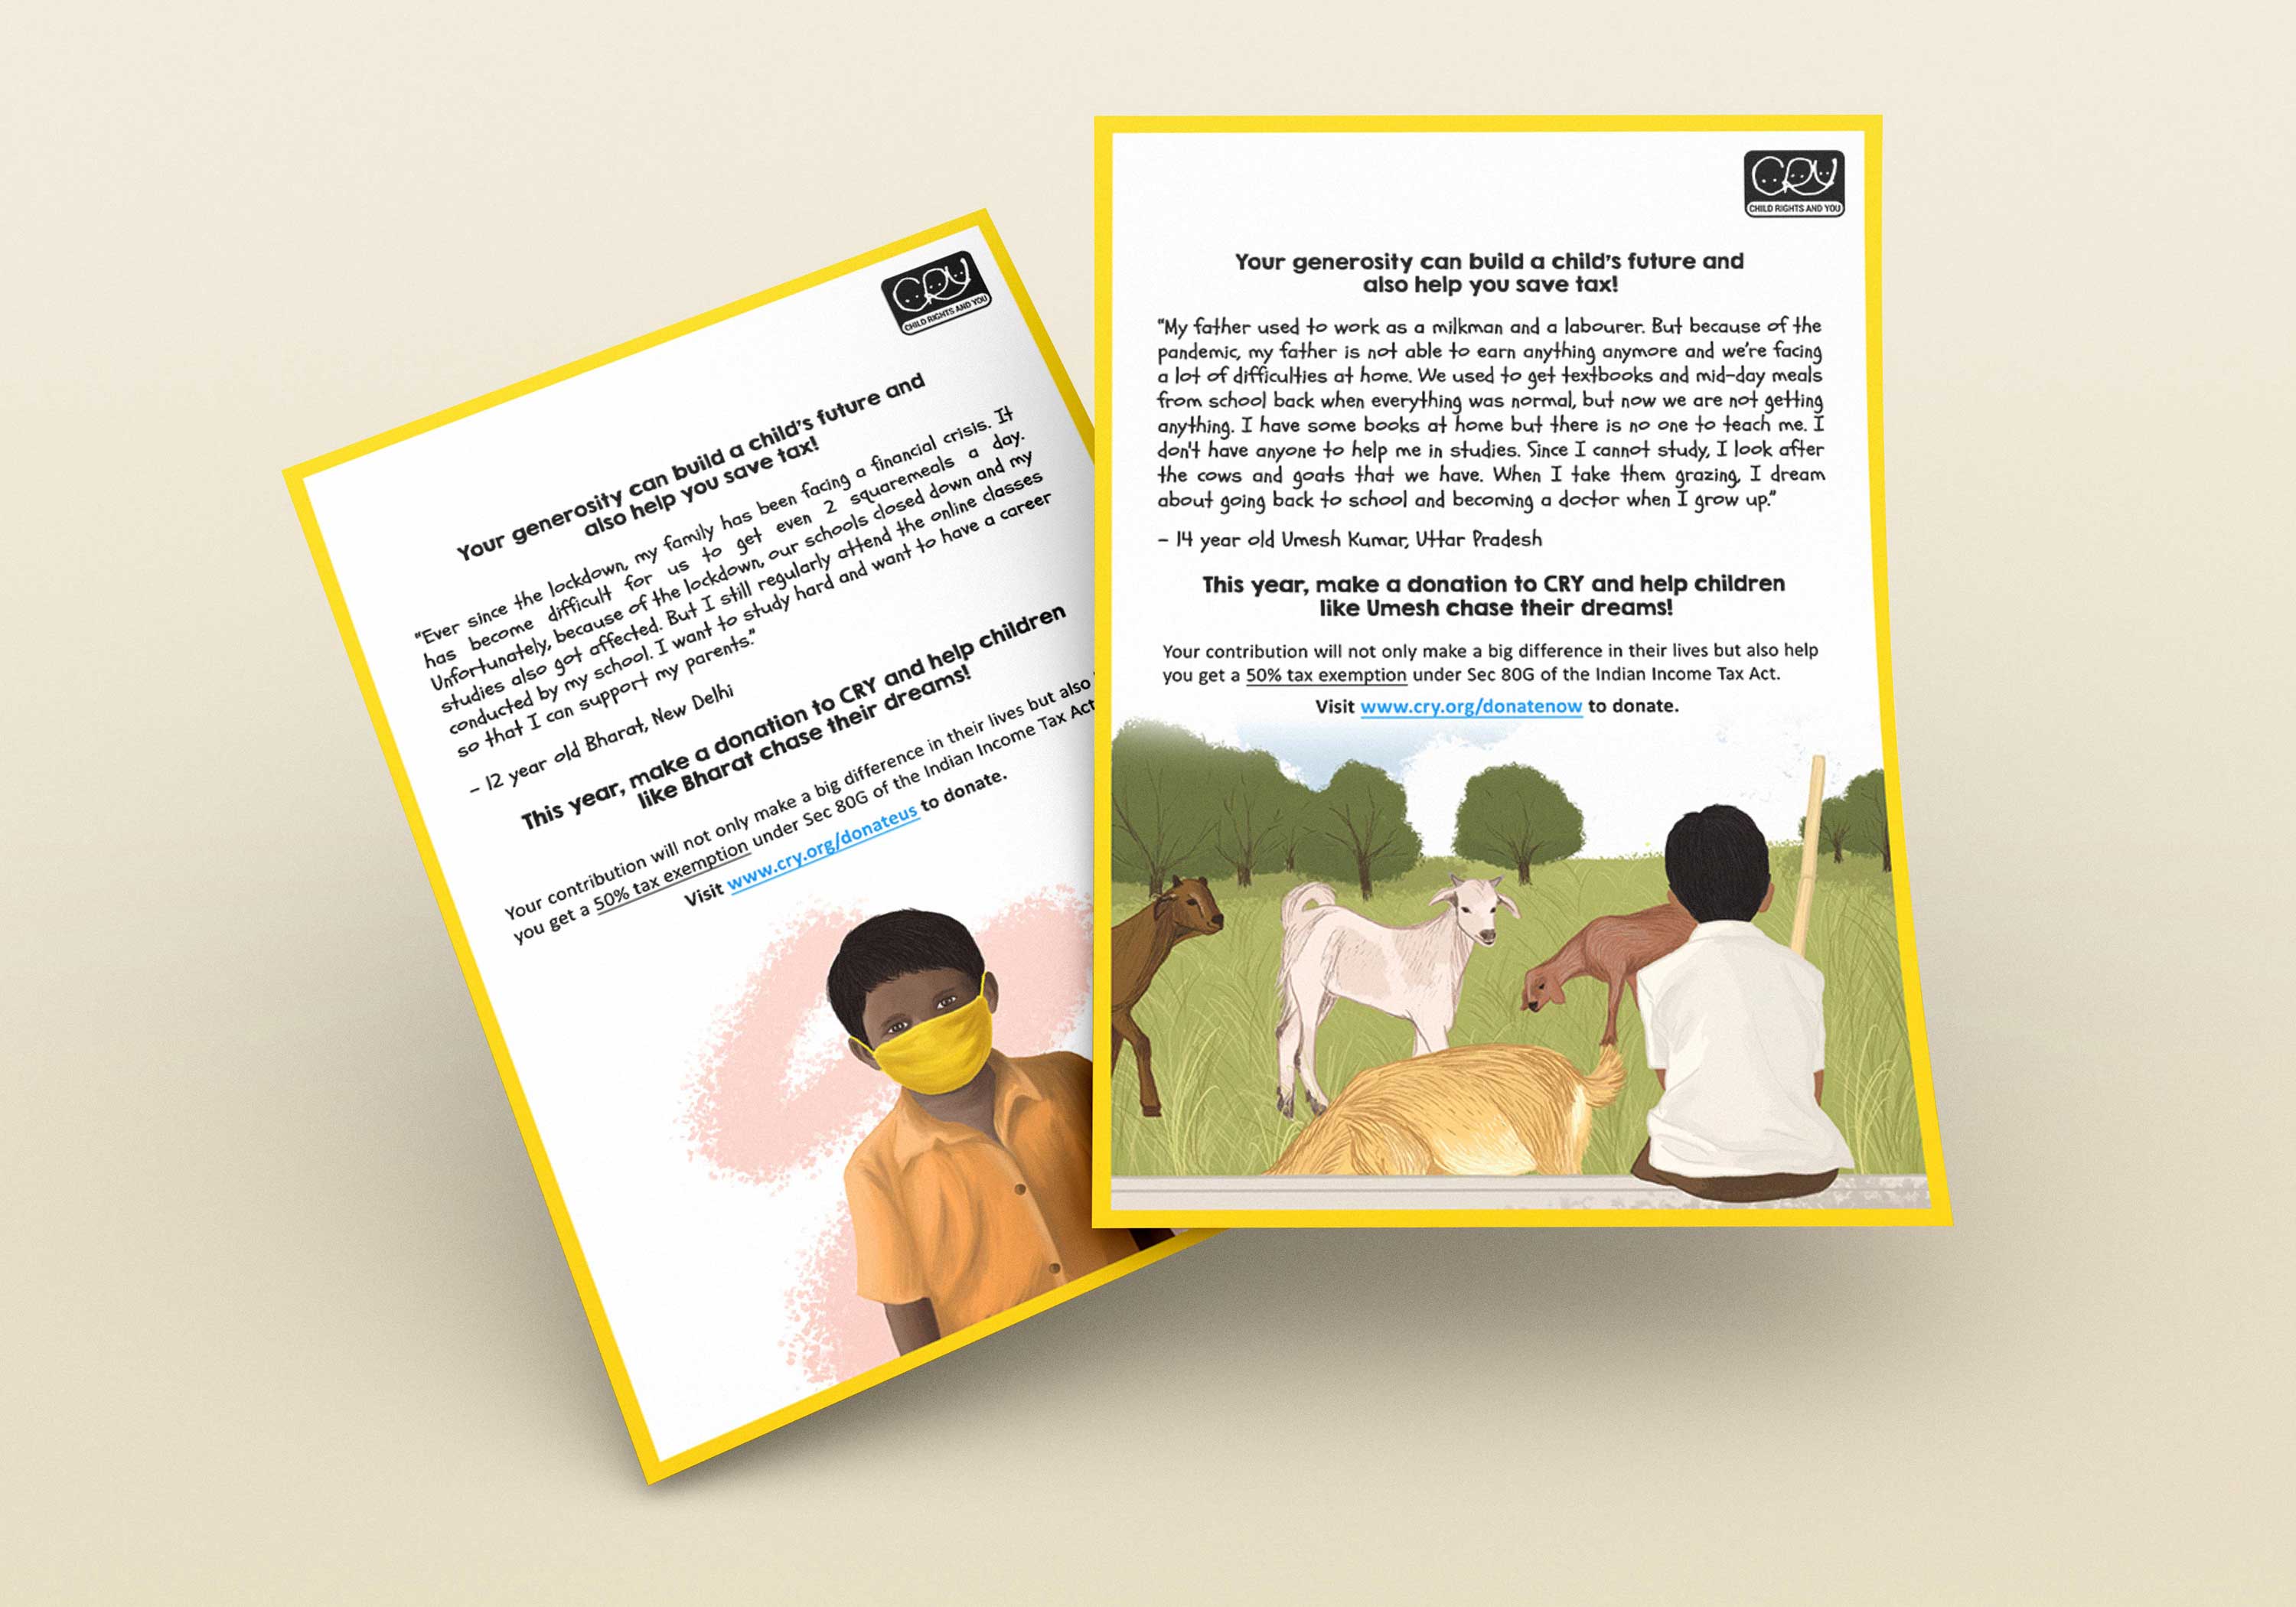 CRY
CHILD RIGHTS AND YOU
Your generosity can build a child's future and
also help you save tax!
"Ever since the lockdown, my family has been facing a financial crisis. It
has become difficult for us to get even 2 squaremeals a day.
Unfortunately, because of the lockdown, our schools closed down and my
studies also got affected. But I still regularly attend the online classes
conducted by my school. I want to study hard and want to have a career
so that I can support my parents."
– 12 year old Bharat, New Delhi
This year, make a donation to CRY and help children
like Bharat chase their dreams!
Your contribution will not only make a big difference in their lives but also
you get a 50% tax exemption under Sec 80G of the Indian Income Tax Act
Visit www.cry.org/donateus to donate.
CRY
CHILD RIGHTS AND YOU
Your generosity can build a child's future and
also help you save tax!
"My father used to work as a milkman and a labourer. But because of the
pandemic, my father is not able to earn anything anymore and we're facing
a lot of difficulties at home. We used to get textbooks and mid-day meals
from school back when everything was normal, but now we are not getting
anything. I have some books at home but there is no one to teach me. I
don't have anyone to help me in studies. Since I cannot study, I look after
the cows and goats that we have. When I take them grazing, I dream
about going back to school and becoming a doctor when I grow up."
– 14 year old Umesh Kumar, Uttar Pradesh
This year, make a donation to CRY and help children
like Umesh chase their dreams!
Your contribution will not only make a big difference in their lives but also help
you get a 50% tax exemption under Sec 80G of the Indian Income Tax Act.
Visit www.cry.org/donatenow to donate.